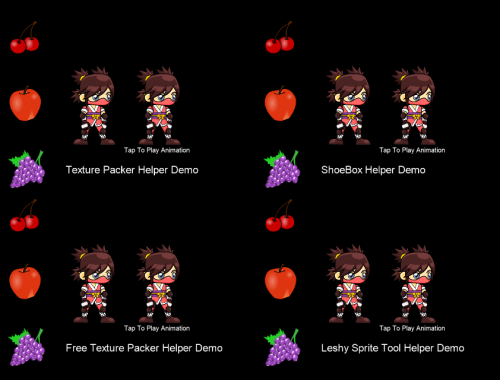 Tap To Play Animation
Texture Packer Helper Demo
Tap To Play Animation
ShoeBox Helper Demo
Tap To Play Animation
Free Texture Packer Helper Demo
Tap To Play Animation
Leshy Sprite Tool Helper Demo